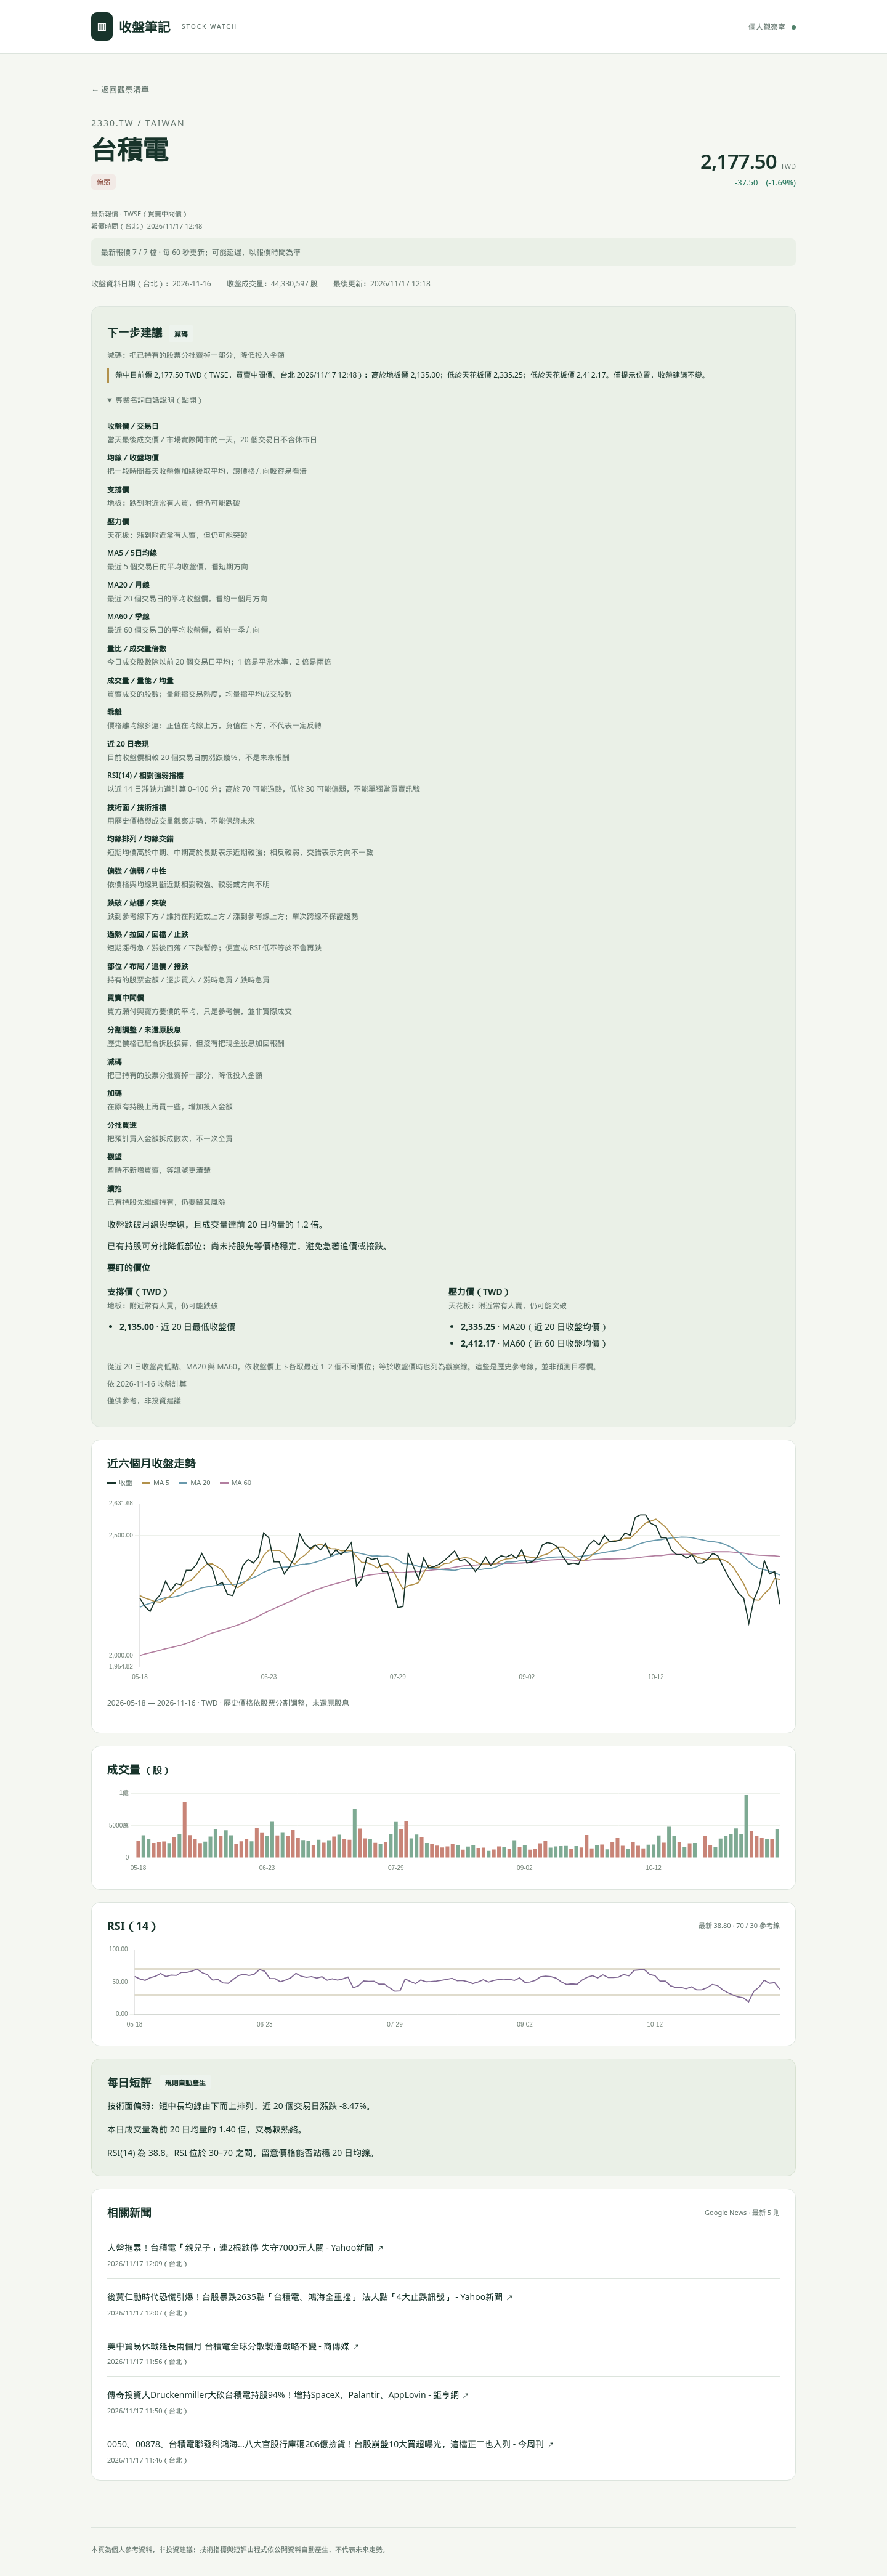 收盤筆記 STOCK WATCH
個人觀察室
← 返回觀察清單
2330.TW / TAIWAN
台積電
偏弱
2,177.50 TWD
-37.50 (-1.69%)
最新報價 · TWSE（買賣中間價）
報價時間（台北）2026/11/17 12:48
最新報價 7 / 7 檔 · 每 60 秒更新；可能延遲，以報價時間為準
收盤資料日期（台北）：2026-11-16 收盤成交量：44,330,597 股 最後更新：2026/11/17 12:18
下一步建議 減碼
減碼：把已持有的股票分批賣掉一部分，降低投入金額
盤中目前價 2,177.50 TWD（TWSE，買賣中間價、台北 2026/11/17 12:48）：高於地板價 2,135.00；低於天花板價 2,335.25；低於天花板價 2,412.17。僅提示位置，收盤建議不變。
▼ 專業名詞白話說明（點開）
收盤價 / 交易日
當天最後成交價 / 市場實際開市的一天，20 個交易日不含休市日
均線 / 收盤均價
把一段時間每天收盤價加總後取平均，讓價格方向較容易看清
支撐價
地板：跌到附近常有人買，但仍可能跌破
壓力價
天花板：漲到附近常有人賣，但仍可能突破
MA5 / 5日均線
最近 5 個交易日的平均收盤價，看短期方向
MA20 / 月線
最近 20 個交易日的平均收盤價，看約一個月方向
MA60 / 季線
最近 60 個交易日的平均收盤價，看約一季方向
量比 / 成交量倍數
今日成交股數除以前 20 個交易日平均；1 倍是平常水準，2 倍是兩倍
成交量 / 量能 / 均量
買賣成交的股數；量能指交易熱度，均量指平均成交股數
乖離
價格離均線多遠；正值在均線上方，負值在下方，不代表一定反轉
近 20 日表現
目前收盤價相較 20 個交易日前漲跌幾%，不是未來報酬
RSI(14) / 相對強弱指標
以近 14 日漲跌力道計算 0–100 分；高於 70 可能過熱，低於 30 可能偏弱，不能單獨當買賣訊號
技術面 / 技術指標
用歷史價格與成交量觀察走勢，不能保證未來
均線排列 / 均線交錯
短期均價高於中期、中期高於長期表示近期較強；相反較弱，交錯表示方向不一致
偏強 / 偏弱 / 中性
依價格與均線判斷近期相對較強、較弱或方向不明
跌破 / 站穩 / 突破
跌到參考線下方 / 維持在附近或上方 / 漲到參考線上方；單次跨線不保證趨勢
過熱 / 拉回 / 回檔 / 止跌
短期漲得急 / 漲後回落 / 下跌暫停；便宜或 RSI 低不等於不會再跌
部位 / 布局 / 追價 / 接跌
持有的股票金額 / 逐步買入 / 漲時急買 / 跌時急買
買賣中間價
買方願付與賣方要價的平均，只是參考價，並非實際成交
分割調整 / 未還原股息
歷史價格已配合拆股換算，但沒有把現金股息加回報酬
減碼
把已持有的股票分批賣掉一部分，降低投入金額
加碼
在原有持股上再買一些，增加投入金額
分批買進
把預計買入金額拆成數次，不一次全買
觀望
暫時不新增買賣，等訊號更清楚
續抱
已有持股先繼續持有，仍要留意風險
收盤跌破月線與季線，且成交量達前 20 日均量的 1.2 倍。
已有持股可分批降低部位；尚未持股先等價格穩定，避免急著追價或接跌。
要盯的價位
支撐價（TWD）
地板：附近常有人買，仍可能跌破
• 2,135.00 · 近 20 日最低收盤價
壓力價（TWD）
天花板：附近常有人賣，仍可能突破
• 2,335.25 · MA20（近 20 日收盤均價）
• 2,412.17 · MA60（近 60 日收盤均價）
從近 20 日收盤高低點、MA20 與 MA60，依收盤價上下各取最近 1–2 個不同價位；等於收盤價時也列為觀察線。這些是歷史參考線，並非預測目標價。
依 2026-11-16 收盤計算
僅供參考，非投資建議
近六個月收盤走勢
收盤 MA 5 MA 20 MA 60
2,631.68
2,500.00
2,000.00
1,954.82
05-18 06-23 07-29 09-02 10-12
2026-05-18 — 2026-11-16 · TWD · 歷史價格依股票分割調整，未還原股息
成交量（股）
1億
5000萬
0
05-18 06-23 07-29 09-02 10-12
RSI（14）
最新 38.80 · 70 / 30 參考線
100.00
50.00
0.00
05-18 06-23 07-29 09-02 10-12
每日短評 規則自動產生
技術面偏弱：短中長均線由下而上排列，近 20 個交易日漲跌 -8.47%。
本日成交量為前 20 日均量的 1.40 倍，交易較熱絡。
RSI(14) 為 38.8。RSI 位於 30–70 之間，留意價格能否站穩 20 日均線。
相關新聞
Google News · 最新 5 則
大盤拖累！台積電「親兒子」連2根跌停 失守7000元大關 - Yahoo新聞 ↗
2026/11/17 12:09（台北）
後黃仁勳時代恐慌引爆！台股暴跌2635點「台積電、鴻海全重挫」 法人點「4大止跌訊號」 - Yahoo新聞 ↗
2026/11/17 12:07（台北）
美中貿易休戰延長兩個月 台積電全球分散製造戰略不變 - 商傳媒 ↗
2026/11/17 11:56（台北）
傳奇投資人Druckenmiller大砍台積電持股94%！增持SpaceX、Palantir、AppLovin - 鉅亨網 ↗
2026/11/17 11:50（台北）
0050、00878、台積電聯發科鴻海...八大官股行庫砸206億撿貨！台股崩盤10大買超曝光，這檔正二也入列 - 今周刊 ↗
2026/11/17 11:46（台北）
本頁為個人參考資料，非投資建議；技術指標與短評由程式依公開資料自動產生，不代表未來走勢。